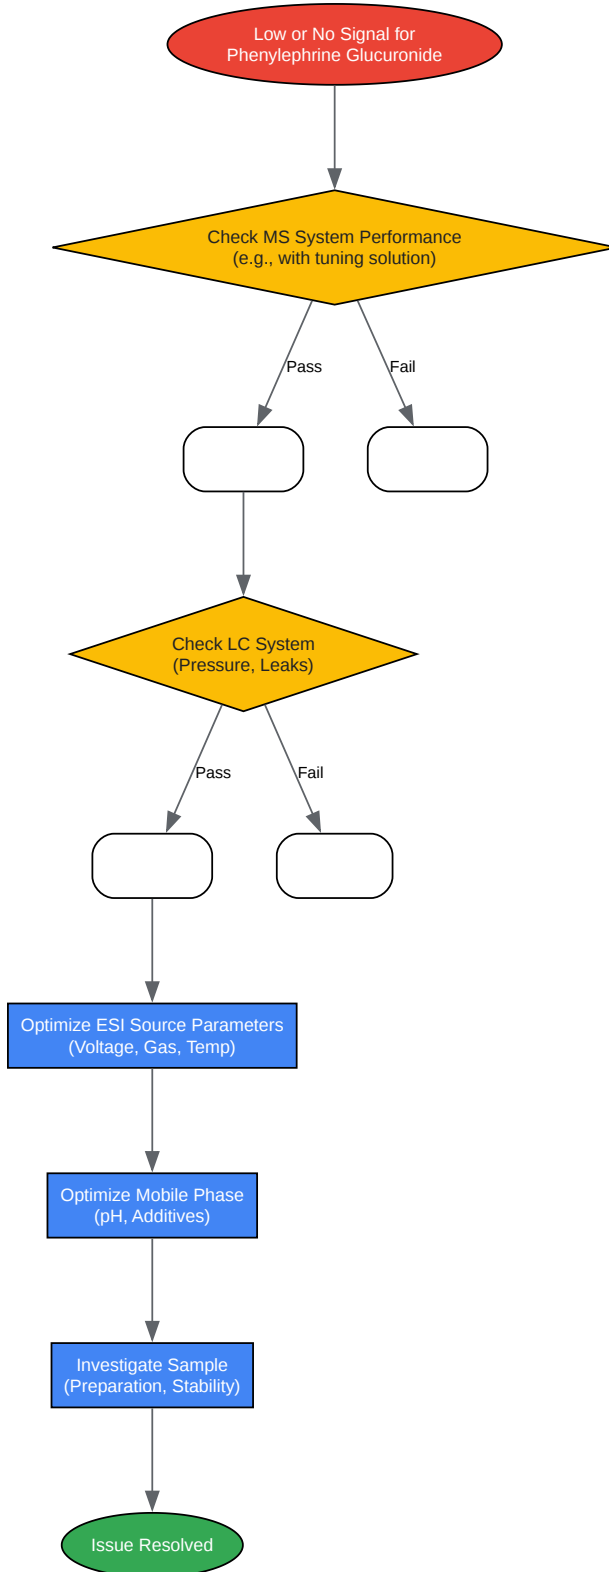 Low or No Signal for
Phenylephrine Glucuronide
Check MS System Performance
(e.g., with tuning solution)
Pass
Fail
Check LC System
(Pressure, Leaks)
Pass
Fail
Optimize ESI Source Parameters
(Voltage, Gas, Temp)
Optimize Mobile Phase
(pH, Additives)
Investigate Sample
(Preparation, Stability)
Issue Resolved